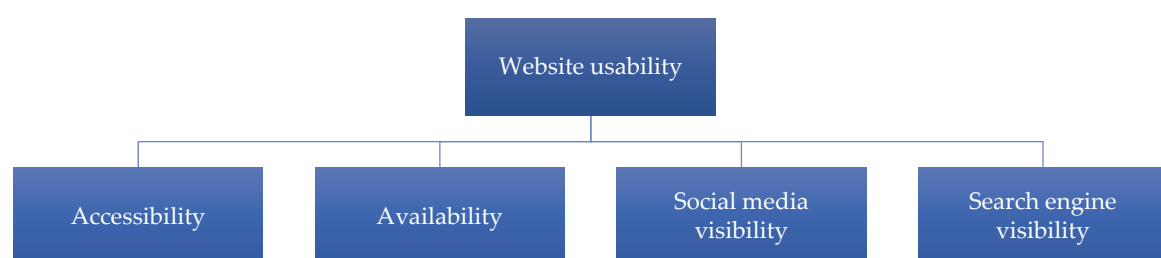 Website usability
Accessibility
Availability
Social media
visibility
Search engine
visibility